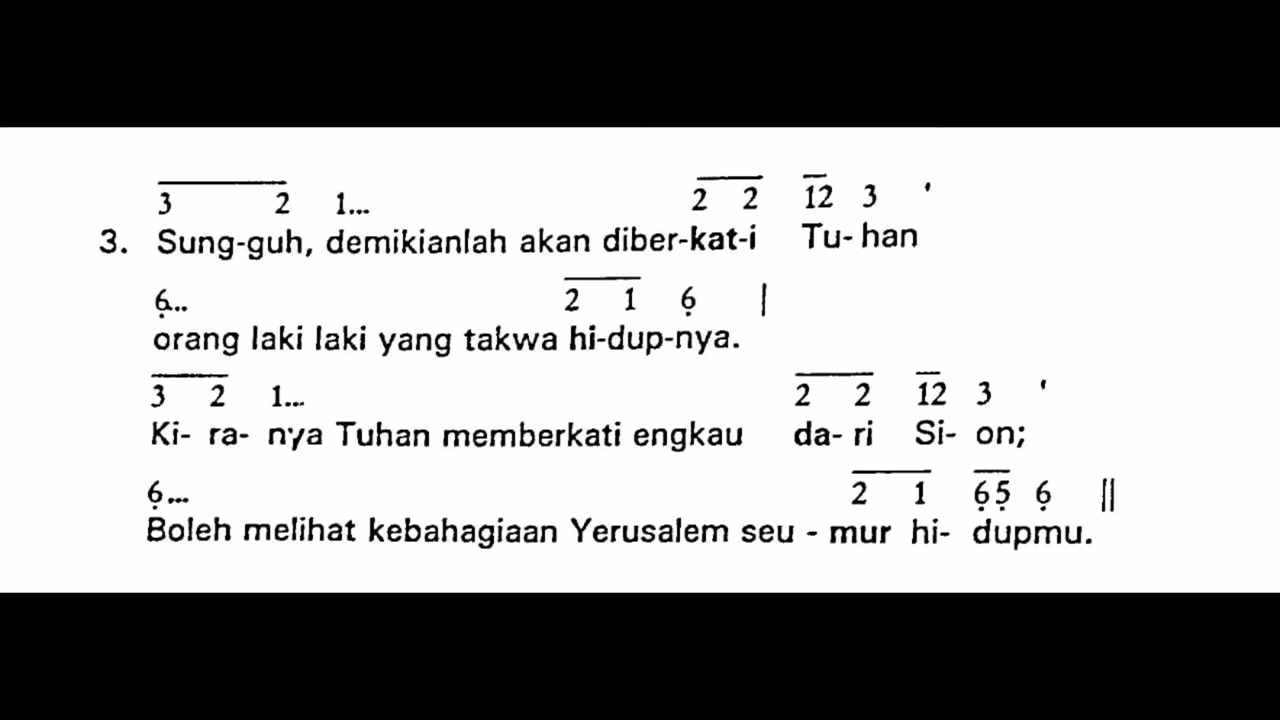 3 2 1... 2 2 12 3 '
3. Sung-guh, demikianlah akan diber-kat-i Tu- han
6... 2 1 6 |
orang laki laki yang takwa hi-dup-nya.
3 2 1... 2 2 12 3 '
Ki- ra- nya Tuhan memberkati engkau da- ri Si- on;
6... 2 1 65 6 ||
Boleh melihat kebahagiaan Yerusalem seu - mur hi- dupmu.